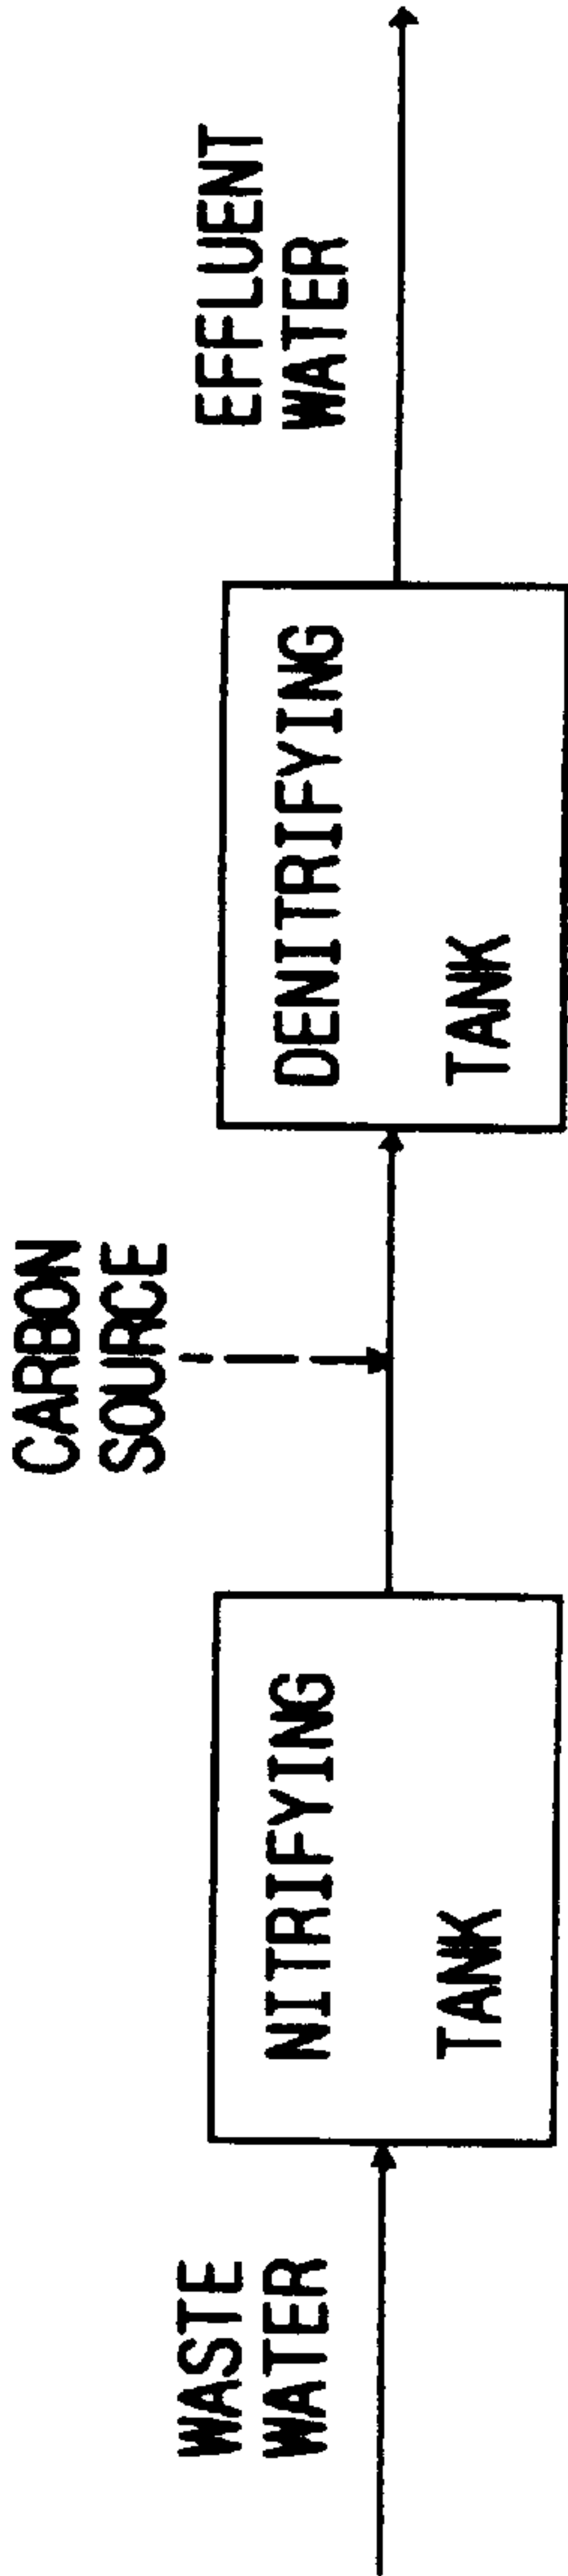 WASTE
WATER
NITRIFYING
TANK
CARBON
SOURCE
DENITRIFYING
TANK
EFFLUENT
WATER